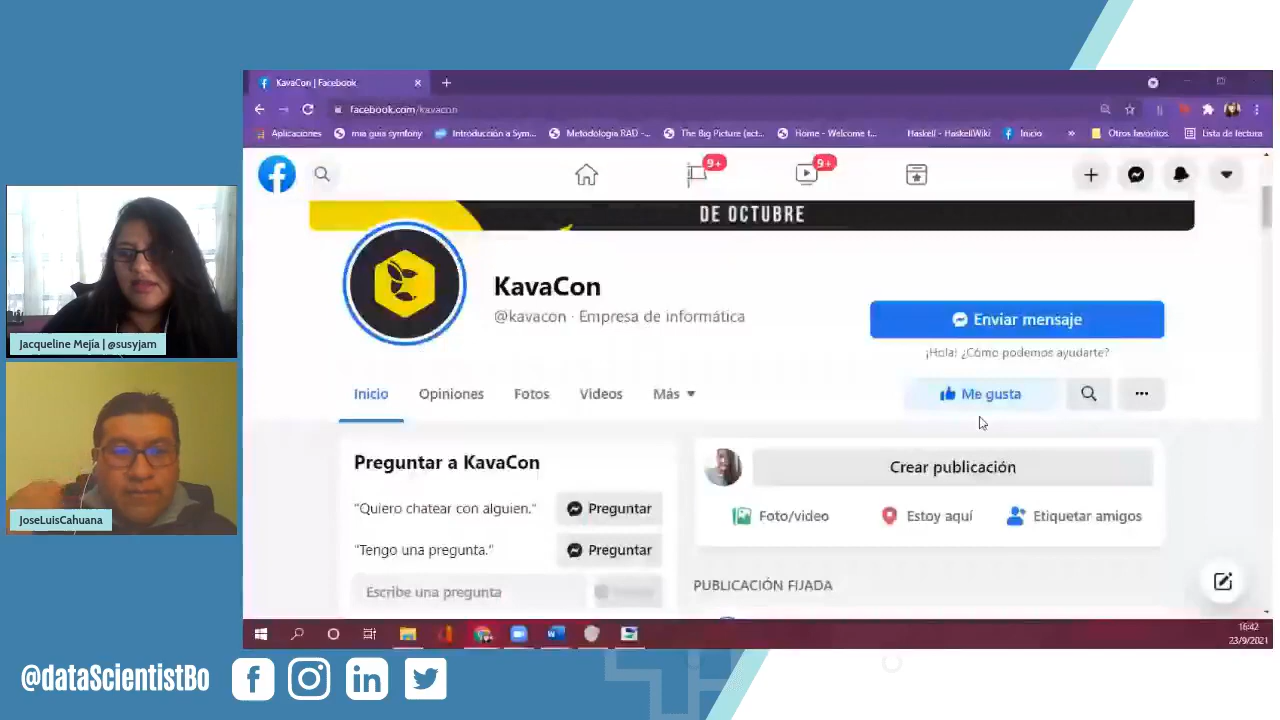 KavaCon | Facebook
facebook.com/kavacon
Aplicaciones
mia guia symfony
Introducción a Sym...
Metodología RAD -...
The Big Picture (act...
Home - Welcome t...
Haskell - HaskellWiki
Inicio
»
Otros favoritos
Lista de lectura
9+
9+
DE OCTUBRE
KavaCon
@kavacon · Empresa de informática
Enviar mensaje
¡Hola! ¿Cómo podemos ayudarte?
Inicio
Opiniones
Fotos
Videos
Más
Me gusta
Preguntar a KavaCon
"Quiero chatear con alguien."
Preguntar
"Tengo una pregunta."
Preguntar
Escribe una pregunta
Crear publicación
Foto/video
Estoy aquí
Etiquetar amigos
PUBLICACIÓN FIJADA
16:42
23/9/2021
Jacqueline Mejía | @susyjam
JoseLuisCahuana
@dataScientistBo